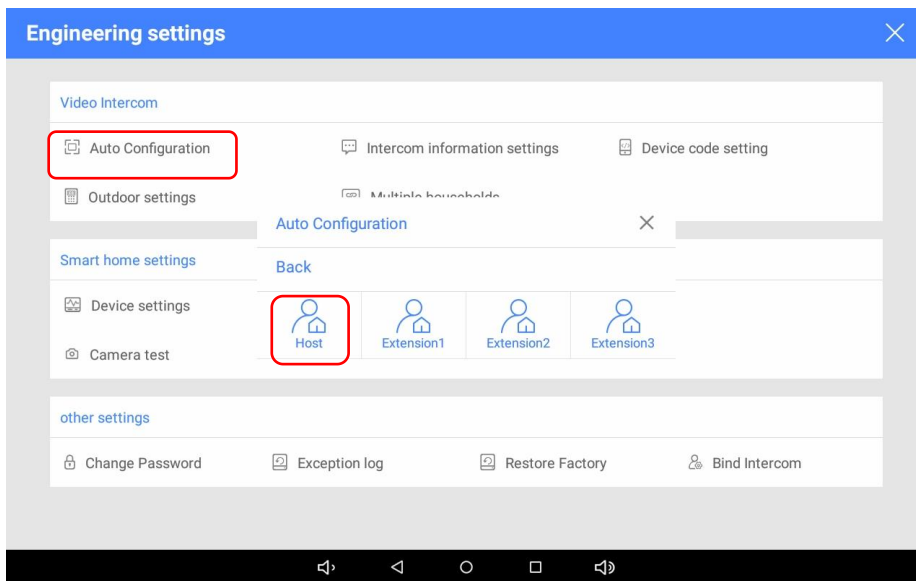 Engineering settings
Video Intercom
Auto Configuration
Intercom information settings
Device code setting
Outdoor settings
Multiple households
Auto Configuration
Back
Host
Extension1
Extension2
Extension3
Smart home settings
Device settings
Camera test
other settings
Change Password
Exception log
Restore Factory
Bind Intercom